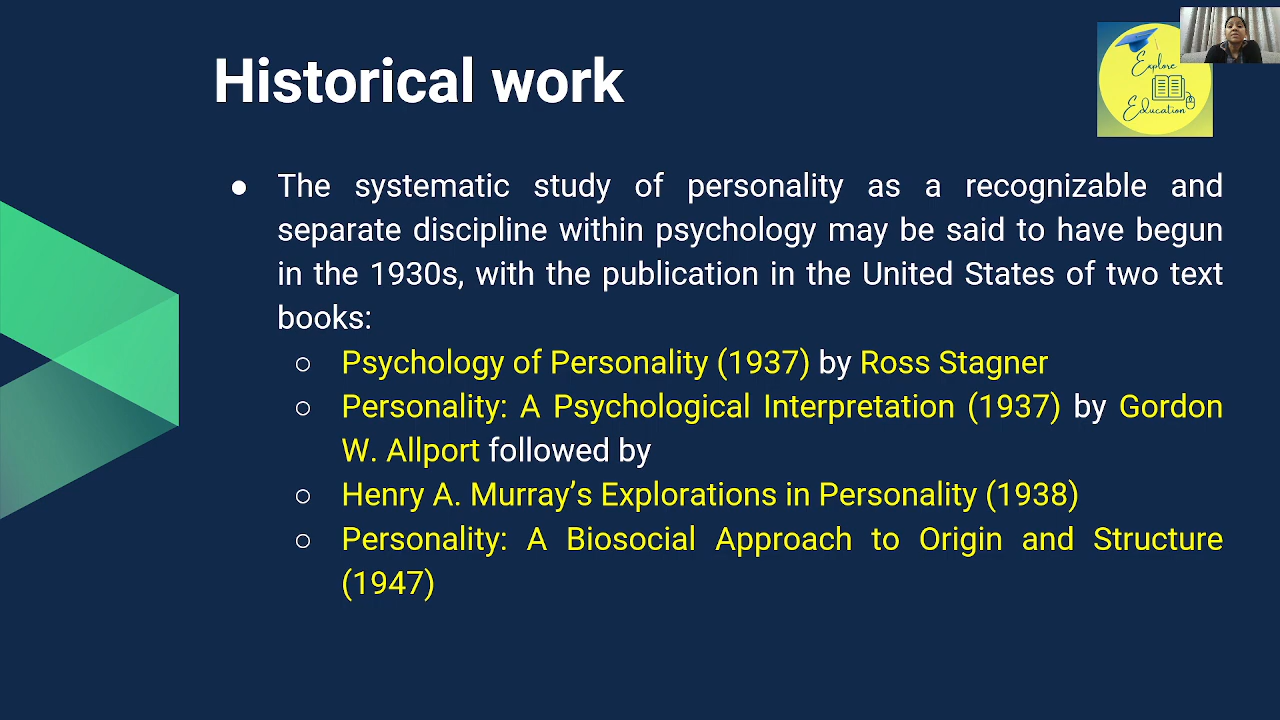 Historical work
Explore
Education
● The systematic study of personality as a recognizable and
separate discipline within psychology may be said to have begun
in the 1930s, with the publication in the United States of two text
books:
○ Psychology of Personality (1937) by Ross Stagner
○ Personality: A Psychological Interpretation (1937) by Gordon
W. Allport followed by
○ Henry A. Murray’s Explorations in Personality (1938)
○ Personality: A Biosocial Approach to Origin and Structure
(1947)